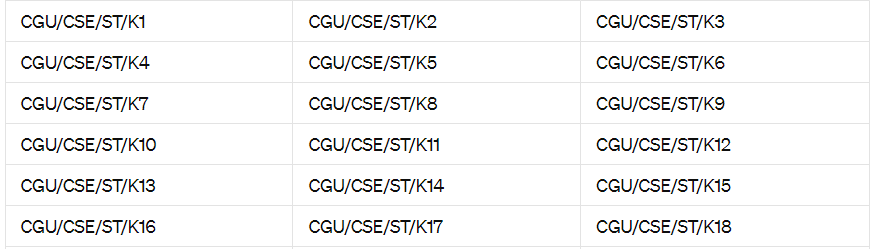 CGU/CSE/ST/K1 CGU/CSE/ST/K2 CGU/CSE/ST/K3
CGU/CSE/ST/K4 CGU/CSE/ST/K5 CGU/CSE/ST/K6
CGU/CSE/ST/K7 CGU/CSE/ST/K8 CGU/CSE/ST/K9
CGU/CSE/ST/K10 CGU/CSE/ST/K11 CGU/CSE/ST/K12
CGU/CSE/ST/K13 CGU/CSE/ST/K14 CGU/CSE/ST/K15
CGU/CSE/ST/K16 CGU/CSE/ST/K17 CGU/CSE/ST/K18